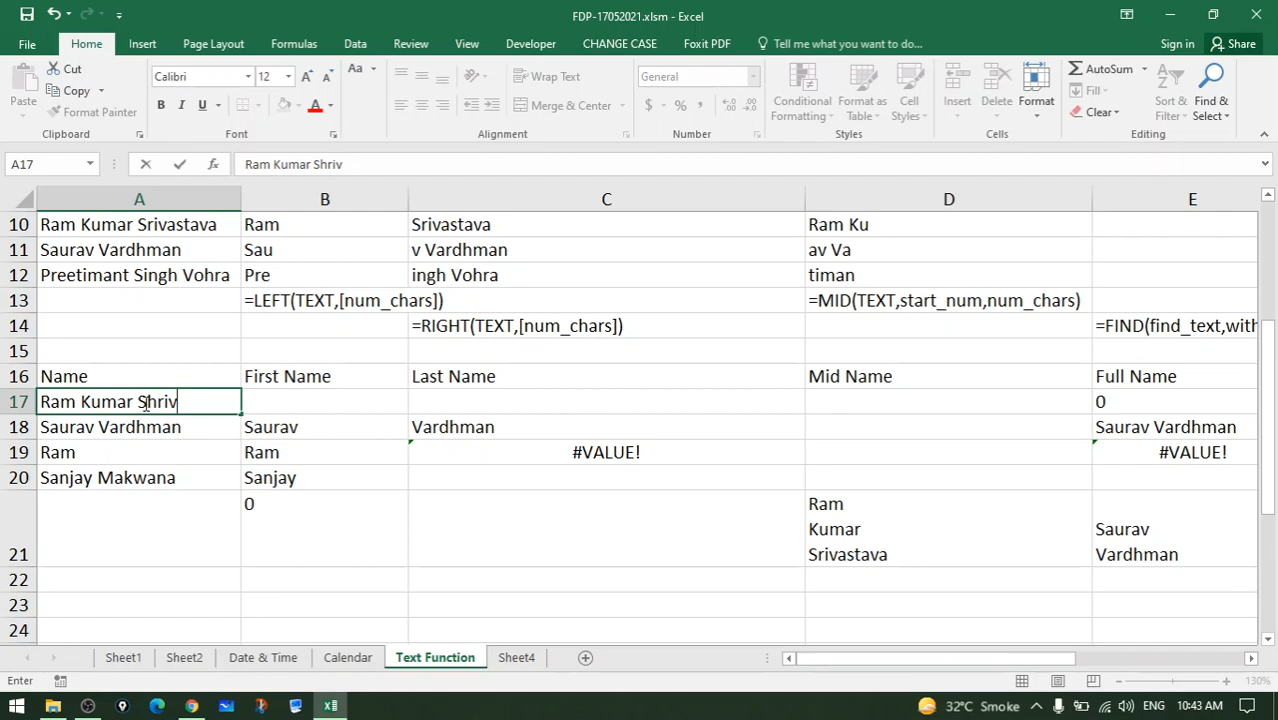 FDP-17052021.xlsm - Excel
File Home Insert Page Layout Formulas Data Review View Developer CHANGE CASE Foxit PDF Tell me what you want to do... Sign in Share
Paste
Cut
Copy
Format Painter
Clipboard
Calibri 12 Aa
B I U
Font
Wrap Text
Merge & Center
Alignment
General
$ % ,
Number
Conditional Formatting
Format as Table
Cell Styles
Styles
Insert
Delete
Format
Cells
AutoSum
Fill
Clear
Sort & Filter
Find & Select
Editing
A17 fx Ram Kumar Shriv
A B C D E
10 Ram Kumar Srivastava Ram Srivastava Ram Ku
11 Saurav Vardhman Sau v Vardhman av Va
12 Preetimant Singh Vohra Pre ingh Vohra timan
13 =LEFT(TEXT,[num_chars]) =MID(TEXT,start_num,num_chars)
14 =RIGHT(TEXT,[num_chars]) =FIND(find_text,with
15
16 Name First Name Last Name Mid Name Full Name
17 Ram Kumar Shriv 0
18 Saurav Vardhman Saurav Vardhman Saurav Vardhman
19 Ram Ram #VALUE! #VALUE!
20 Sanjay Makwana Sanjay
0 Ram
Kumar Saurav
21 Srivastava Vardhman
22
23
24
Sheet1 Sheet2 Date & Time Calendar Text Function Sheet4
Enter 130%
32°C Smoke ENG 10:43 AM